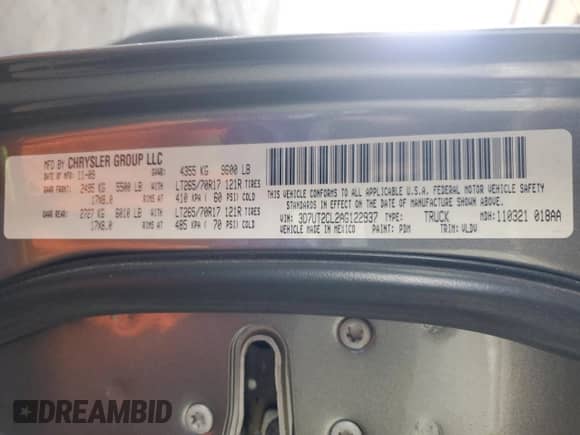 MFD BY CHRYSLER GROUP LLC
DATE OF MFD: 11-09 GVWR: 4355 KG 9600 LB
GAWR FRONT: 2495 KG 5500 LB WITH LT265/70R17 121R TIRES
17X8.0 RIMS AT 410 KPA ( 60 PSI) COLD
GAWR REAR: 2727 KG 6010 LB WITH LT265/70R17 121R TIRES
17X8.0 RIMS AT 485 KPA ( 70 PSI) COLD
THIS VEHICLE CONFORMS TO ALL APPLICABLE U.S.A. FEDERAL MOTOR VEHICLE SAFETY
STANDARDS IN EFFECT ON THE DATE OF MANUFACTURE SHOWN ABOVE.
VIN: 3D7UT2CL2AG122937 TYPE: TRUCK MDH: 110321 018AA
VEHICLE MADE IN MEXICO PAINT: PDM TRIM: VLDV
DREAMBID